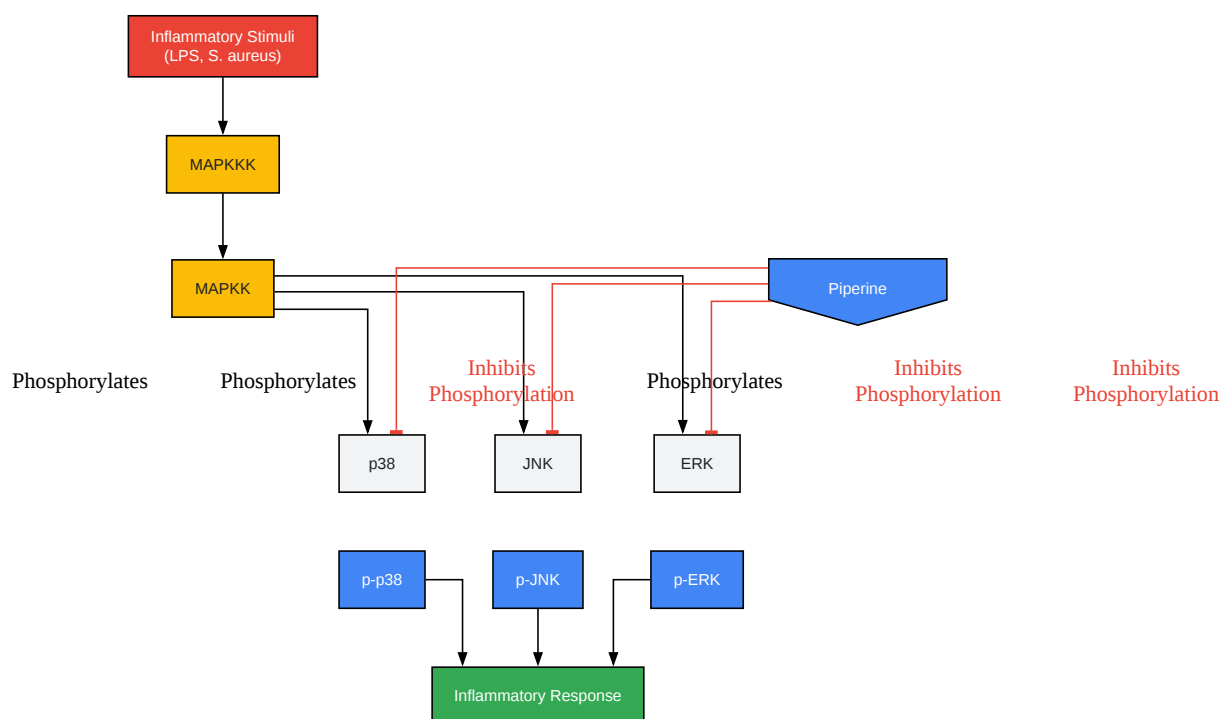 Inflammatory Stimuli
(LPS, S. aureus)
MAPKKK
MAPKK
Piperine
Phosphorylates
Phosphorylates
Inhibits
Phosphorylation
Phosphorylates
Inhibits
Phosphorylation
Inhibits
Phosphorylation
p38
JNK
ERK
p-p38
p-JNK
p-ERK
Inflammatory Response